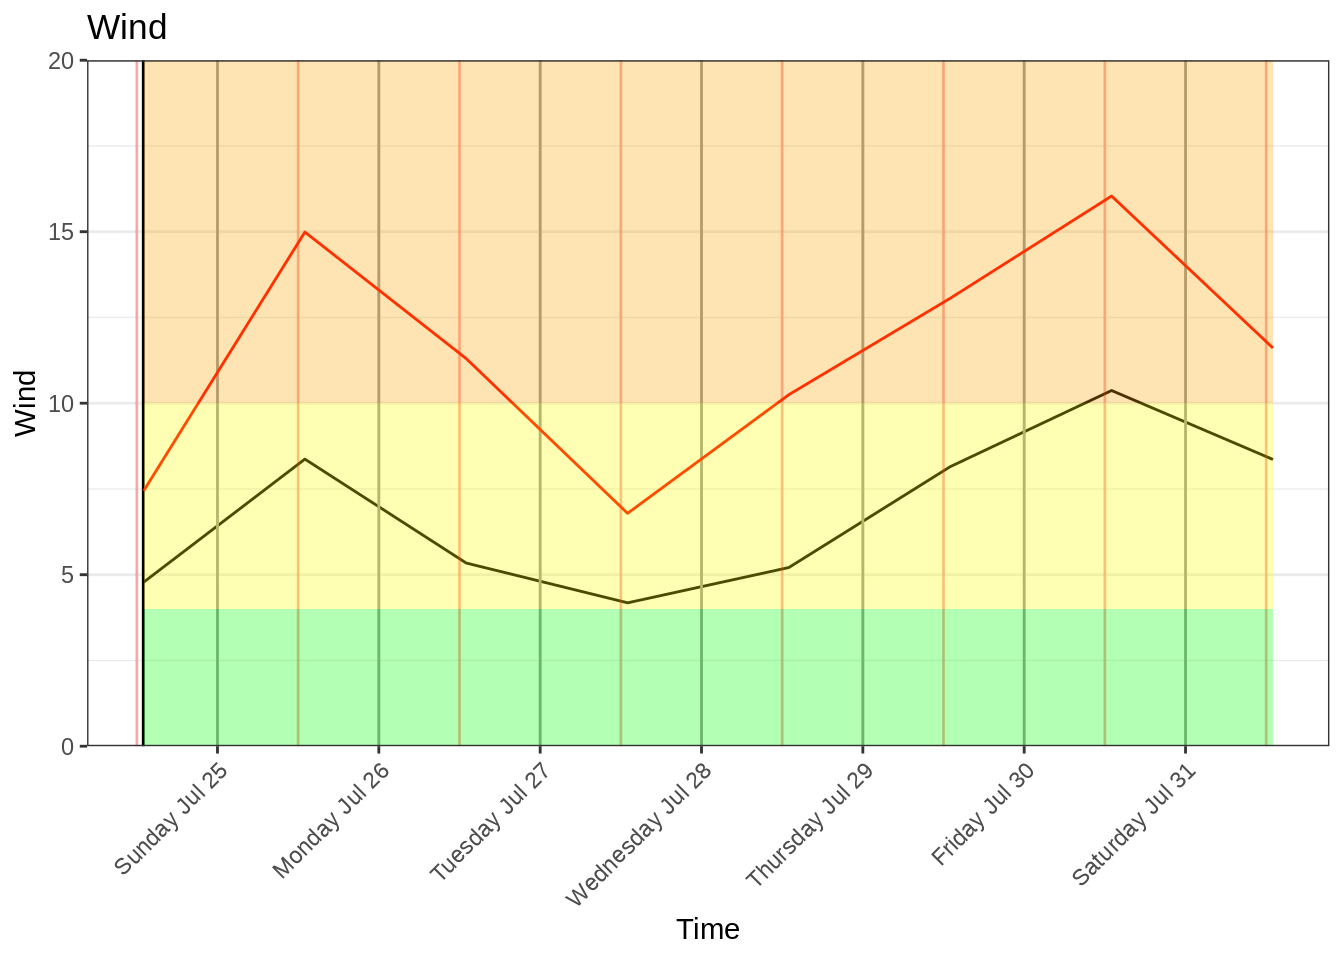 Wind
20
15
10
5
0
Wind
Sunday Jul 25
Monday Jul 26
Tuesday Jul 27
Wednesday Jul 28
Thursday Jul 29
Friday Jul 30
Saturday Jul 31
Time